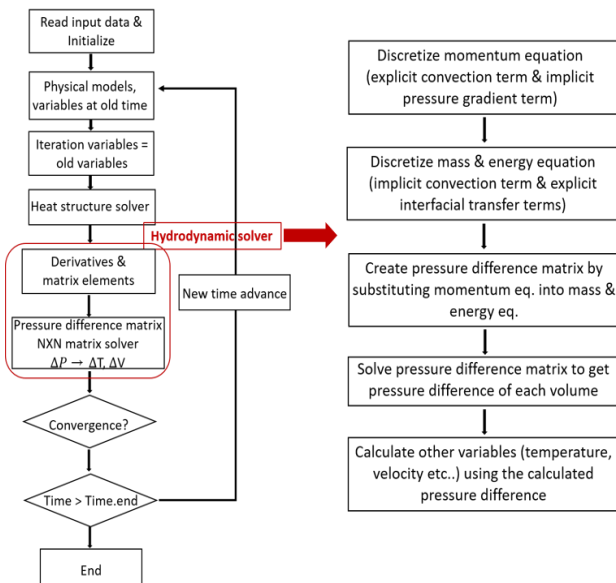 Read input data &
Initialize
Physical models,
variables at old time,
Iteration variables =
old variables
Heat structure solver
Hydrodynamic solver
Derivatives &
matrix elements
New time advance
Pressure difference matrix
NXN matrix solver
ΔP → ΔT, ΔV
Convergence?
Time > Time.end
End
Discretize momentum equation
(explicit convection term & implicit
pressure gradient term)
Discretize mass & energy equation
(implicit convection term & explicit
interfacial transfer terms)
Create pressure difference matrix by
substituting momentum eq. into mass &
energy eq.
Solve pressure difference matrix to get
pressure difference of each volume
Calculate other variables (temperature,
velocity etc..) using the calculated
pressure difference